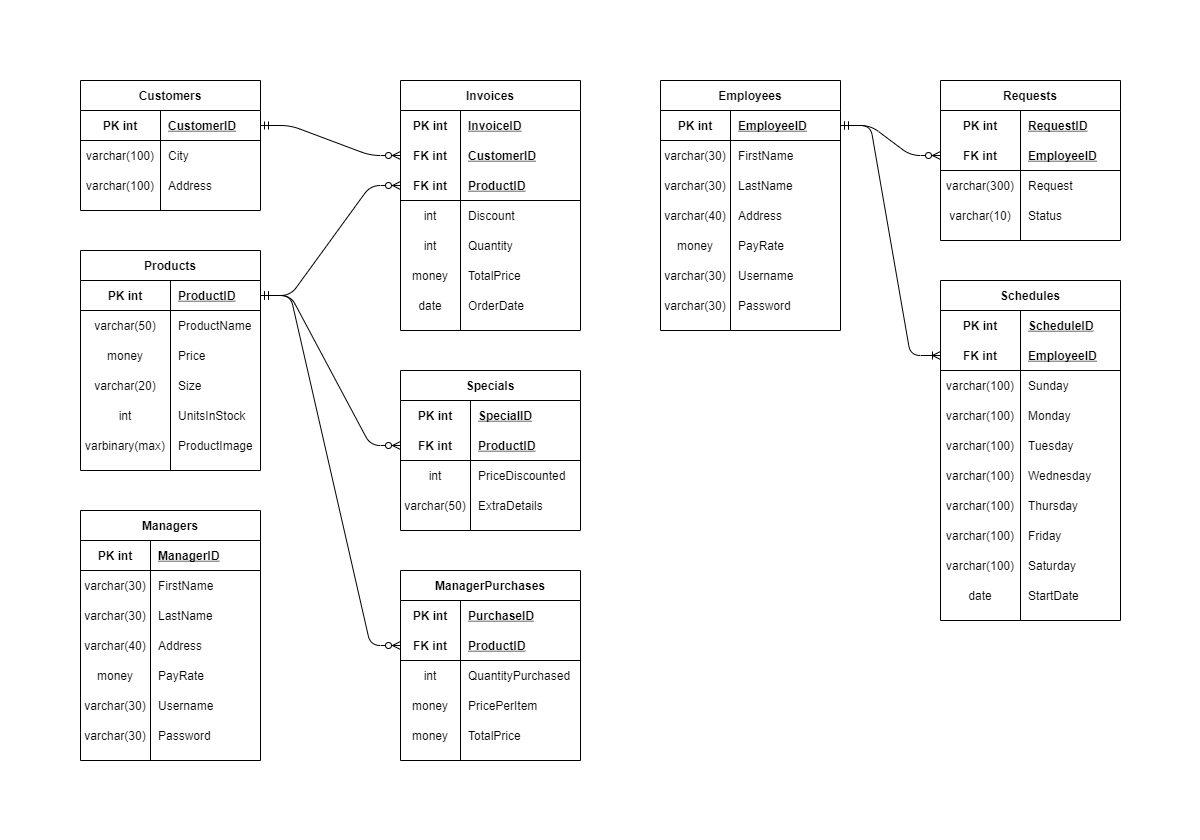 Customers
PK int CustomerID
varchar(100) City
varchar(100) Address
Products
PK int ProductID
varchar(50) ProductName
money Price
varchar(20) Size
int UnitsInStock
varbinary(max) ProductImage
Managers
PK int ManagerID
varchar(30) FirstName
varchar(30) LastName
varchar(40) Address
money PayRate
varchar(30) Username
varchar(30) Password
Invoices
PK int InvoiceID
FK int CustomerID
FK int ProductID
int Discount
int Quantity
money TotalPrice
date OrderDate
Specials
PK int SpecialID
FK int ProductID
int PriceDiscounted
varchar(50) ExtraDetails
ManagerPurchases
PK int PurchaseID
FK int ProductID
int QuantityPurchased
money PricePerItem
money TotalPrice
Employees
PK int EmployeeID
varchar(30) FirstName
varchar(30) LastName
varchar(40) Address
money PayRate
varchar(30) Username
varchar(30) Password
Requests
PK int RequestID
FK int EmployeeID
varchar(300) Request
varchar(10) Status
Schedules
PK int ScheduleID
FK int EmployeeID
varchar(100) Sunday
varchar(100) Monday
varchar(100) Tuesday
varchar(100) Wednesday
varchar(100) Thursday
varchar(100) Friday
varchar(100) Saturday
date StartDate